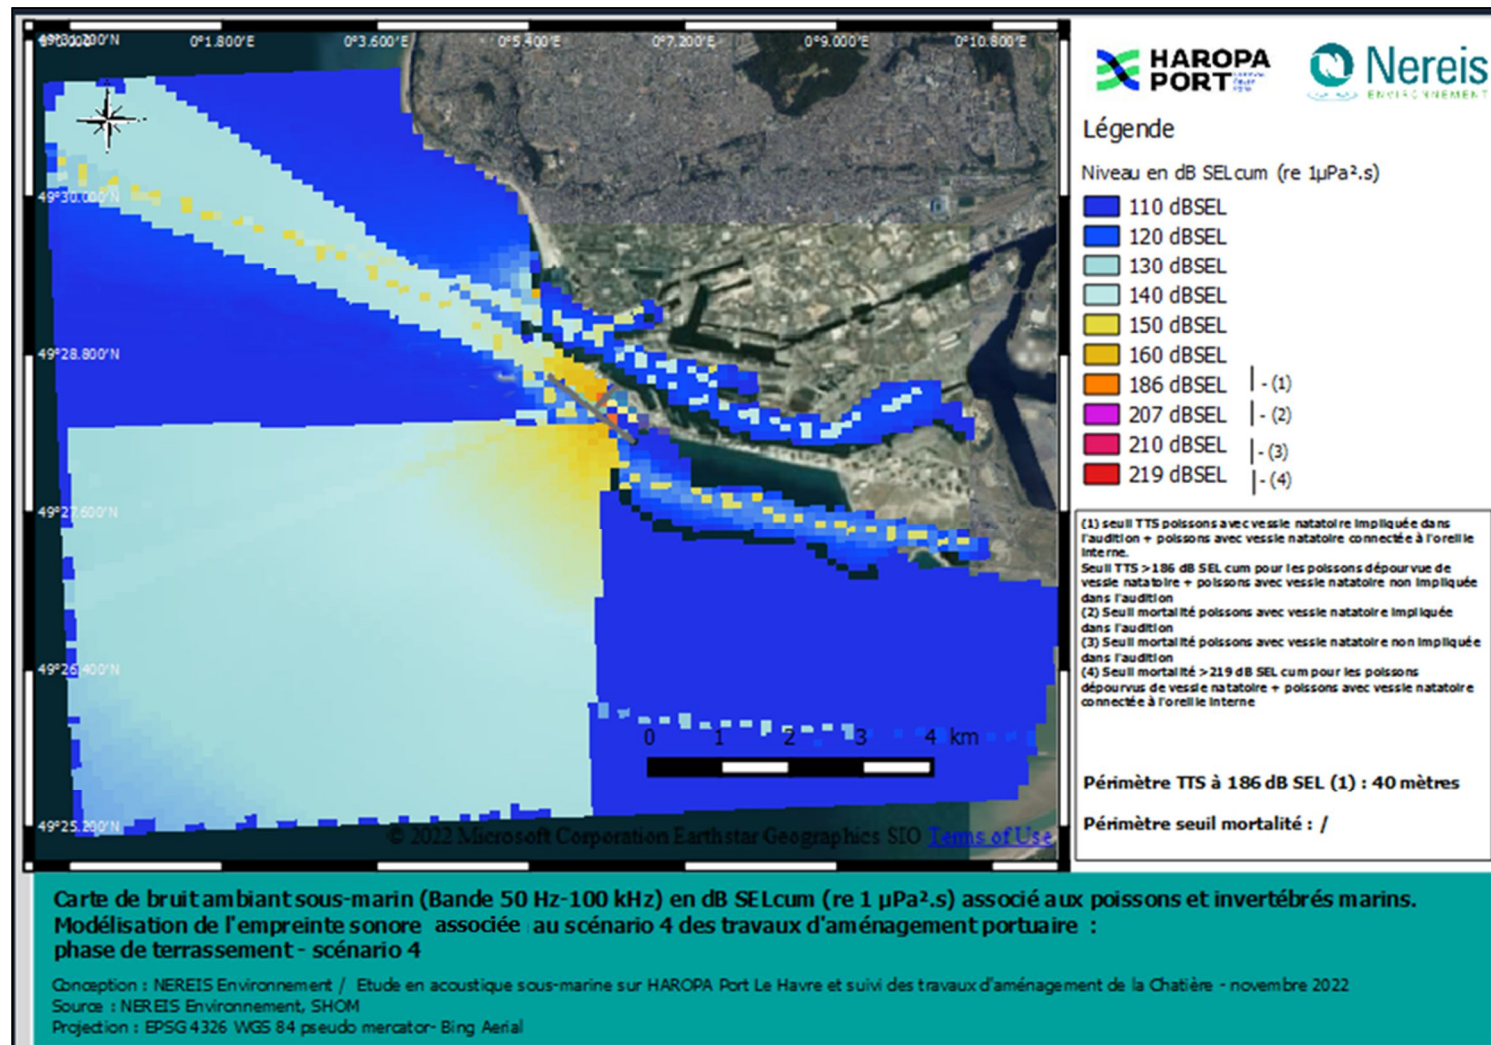 0°1.800'E
0°3.600'E
0°5.400'E
0°7.200'E
0°9.000'E
0°10.800'E
49°30.000'N
49°28.800'N
49°27.600'N
49°26.400'N
49°25.200'N
0 1 2 3 4 km
© 2022 Microsoft Corporation Earthstar Geographics SIO Terms of Use
HAROPA
PORT
Nereis
ENVIRONNEMENT
Légende
Niveau en dB SELcum (re 1µPa².s)
110 dBSEL
120 dBSEL
130 dBSEL
140 dBSEL
150 dBSEL
160 dBSEL
186 dBSEL - (1)
207 dBSEL - (2)
210 dBSEL - (3)
219 dBSEL - (4)
(1) seuil TTS poissons avec vessie natatoire impliquée dans
l'audition + poissons avec vessie natatoire connectée à l'oreille
interne.
Seuil TTS >186 dB SEL cum pour les poissons dépourvue de
vessie natatoire + poissons avec vessie natatoire non impliquée
dans l'audition
(2) Seuil mortalité poissons avec vessie natatoire impliquée
dans l'audition
(3) Seuil mortalité poissons avec vessie natatoire non impliquée
dans l'audition
(4) Seuil mortalité >219 dB SEL cum pour les poissons
dépourvus de vessie natatoire + poissons avec vessie natatoire
connectée à l'oreille interne
Périmètre TTS à 186 dB SEL (1) : 40 mètres
Périmètre seuil mortalité : /
Carte de bruit ambiant sous-marin (Bande 50 Hz-100 kHz) en dB SELcum (re 1 µPa².s) associé aux poissons et invertébrés marins.
Modélisation de l'empreinte sonore associée au scénario 4 des travaux d'aménagement portuaire :
phase de terrassement - scénario 4
Conception : NEREIS Environnement / Etude en acoustique sous-marine sur HAROPA Port Le Havre et suivi des travaux d'aménagement de la Chatière - novembre 2022
Source : NEREIS Environnement, SHOM
Projection : EPSG 4326 WGS 84 pseudo mercator- Bing Aerial